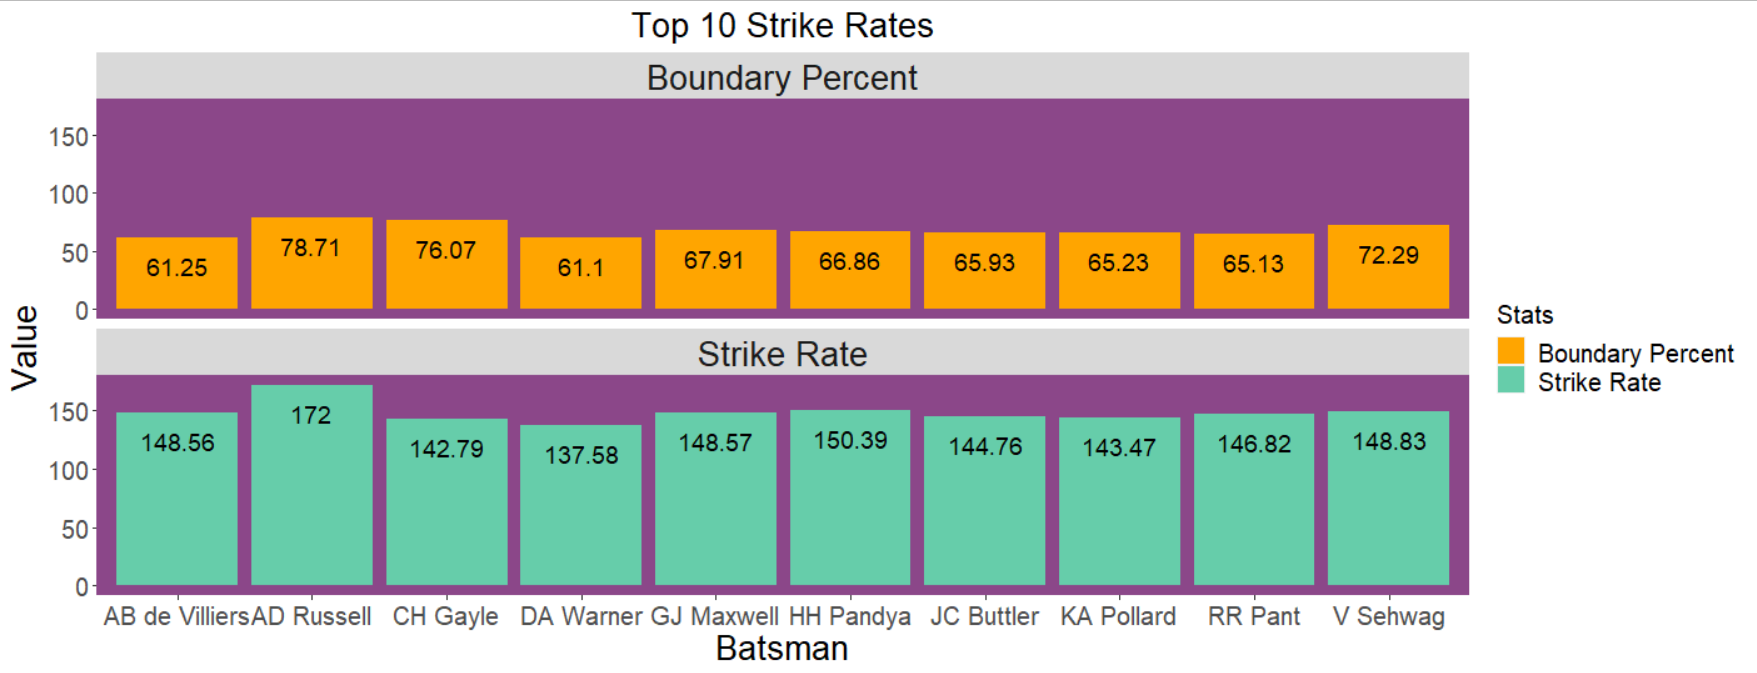 Top 10 Strike Rates
Boundary Percent
150
100
50
0
61.25 78.71 76.07 61.1 67.91 66.86 65.93 65.23 65.13 72.29
Value
Strike Rate
150
100
50
0
148.56 172 142.79 137.58 148.57 150.39 144.76 143.47 146.82 148.83
AB de Villiers AD Russell CH Gayle DA Warner GJ Maxwell HH Pandya JC Buttler KA Pollard RR Pant V Sehwag
Batsman
Stats
Boundary Percent
Strike Rate